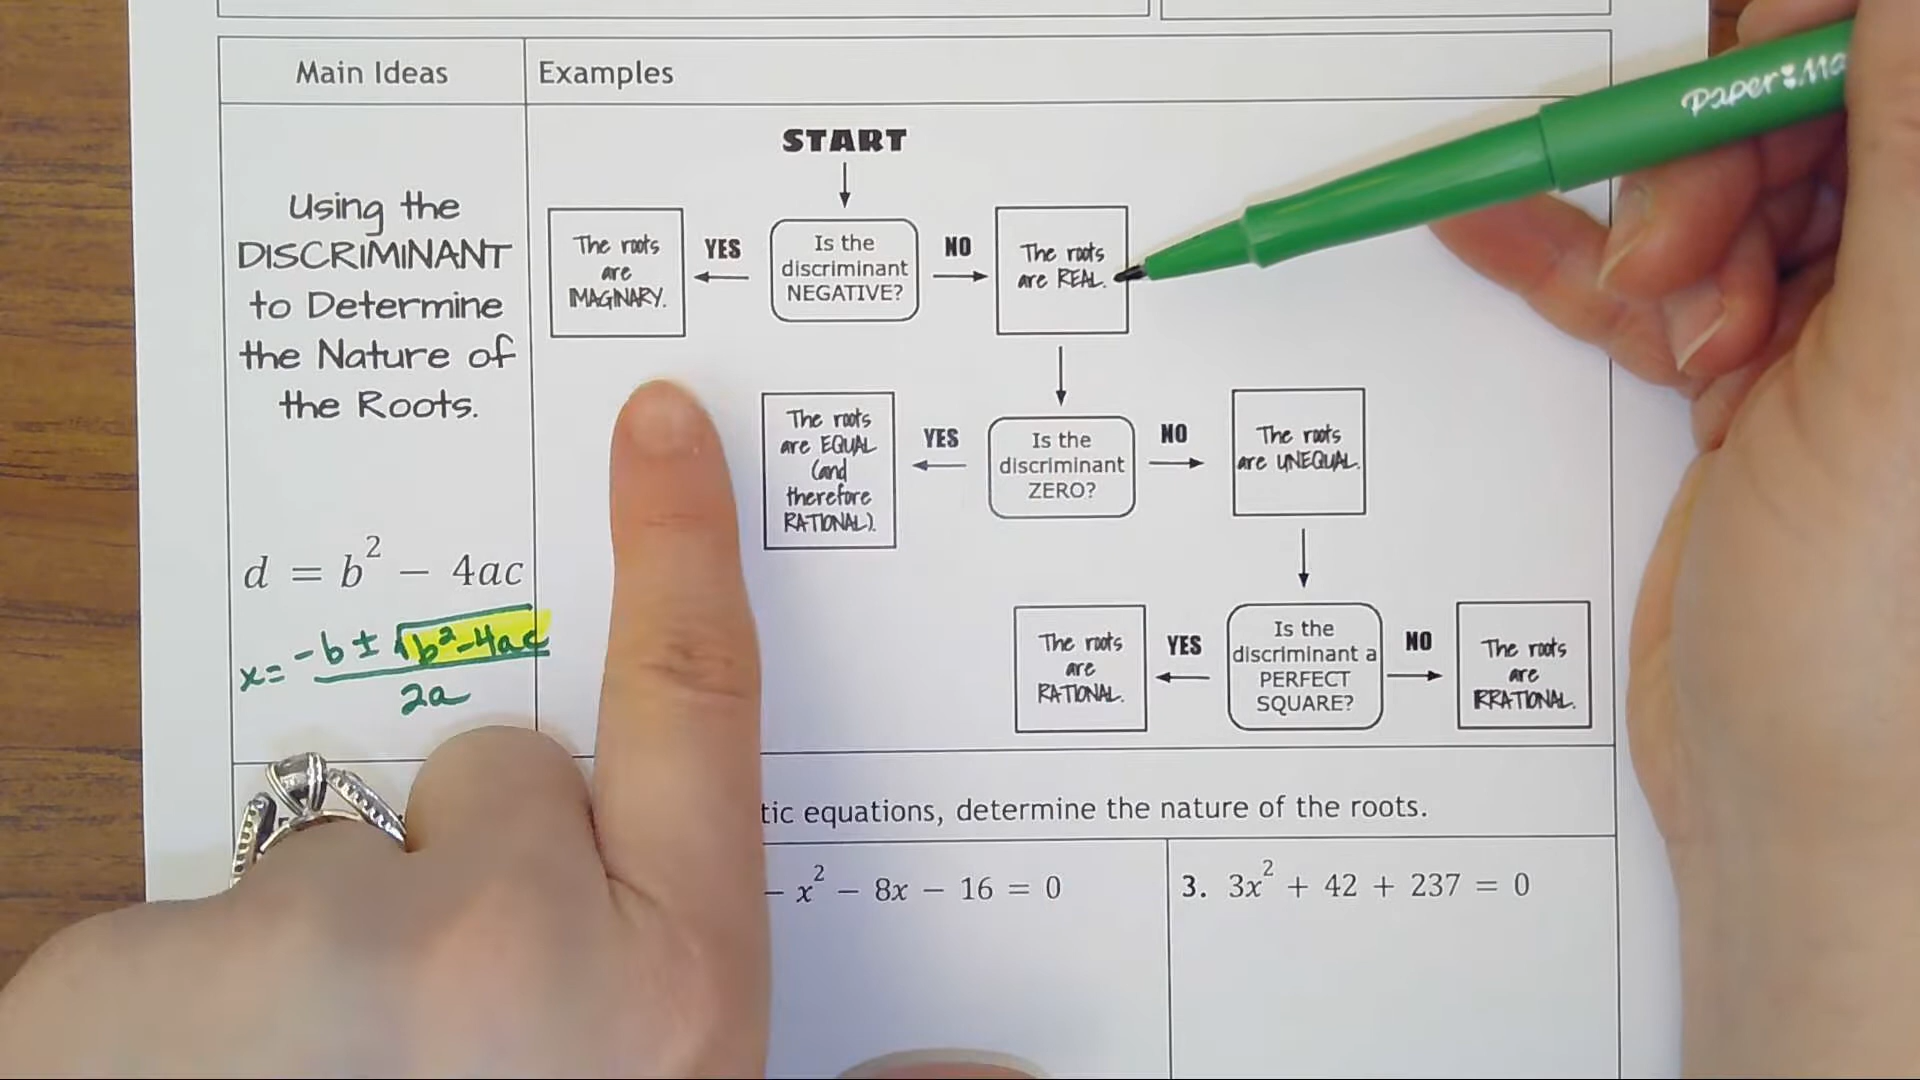 Main Ideas
Examples
Using the
DISCRIMINANT
to Determine
the Nature of
the Roots.
d = b² − 4ac
x = -b ± √b²-4ac
2a
START
The roots
are
IMAGINARY.
YES
Is the
discriminant
NEGATIVE?
NO
The roots
are REAL.
The roots
are EQUAL
(and
therefore
RATIONAL).
YES
Is the
discriminant
ZERO?
NO
The roots
are UNEQUAL.
The roots
are
RATIONAL.
YES
Is the
discriminant a
PERFECT
SQUARE?
NO
The roots
are
IRRATIONAL.
equations, determine the nature of the roots.
− x² − 8x − 16 = 0
3. 3x² + 42 + 237 = 0